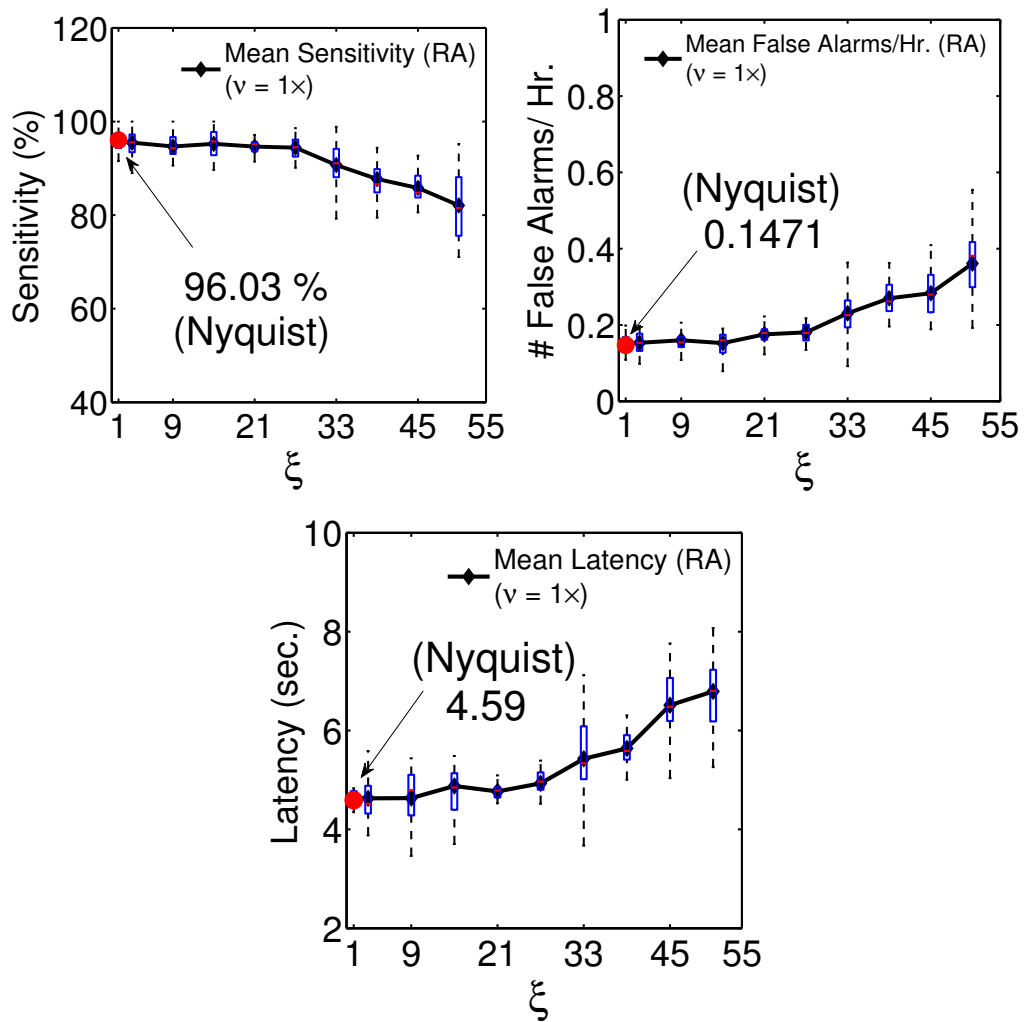 Sensitivity (%)
120
100
80
60
40
Mean Sensitivity (RA)
(ν = 1×)
96.03 %
(Nyquist)
1 9 21 33 45 55
ξ
# False Alarms/ Hr.
1
0.8
0.6
0.4
0.2
0
Mean False Alarms/Hr. (RA)
(ν = 1×)
(Nyquist)
0.1471
1 9 21 33 45 55
ξ
Latency (sec.)
10
8
6
4
2
Mean Latency (RA)
(ν = 1×)
(Nyquist)
4.59
1 9 21 33 45 55
ξ